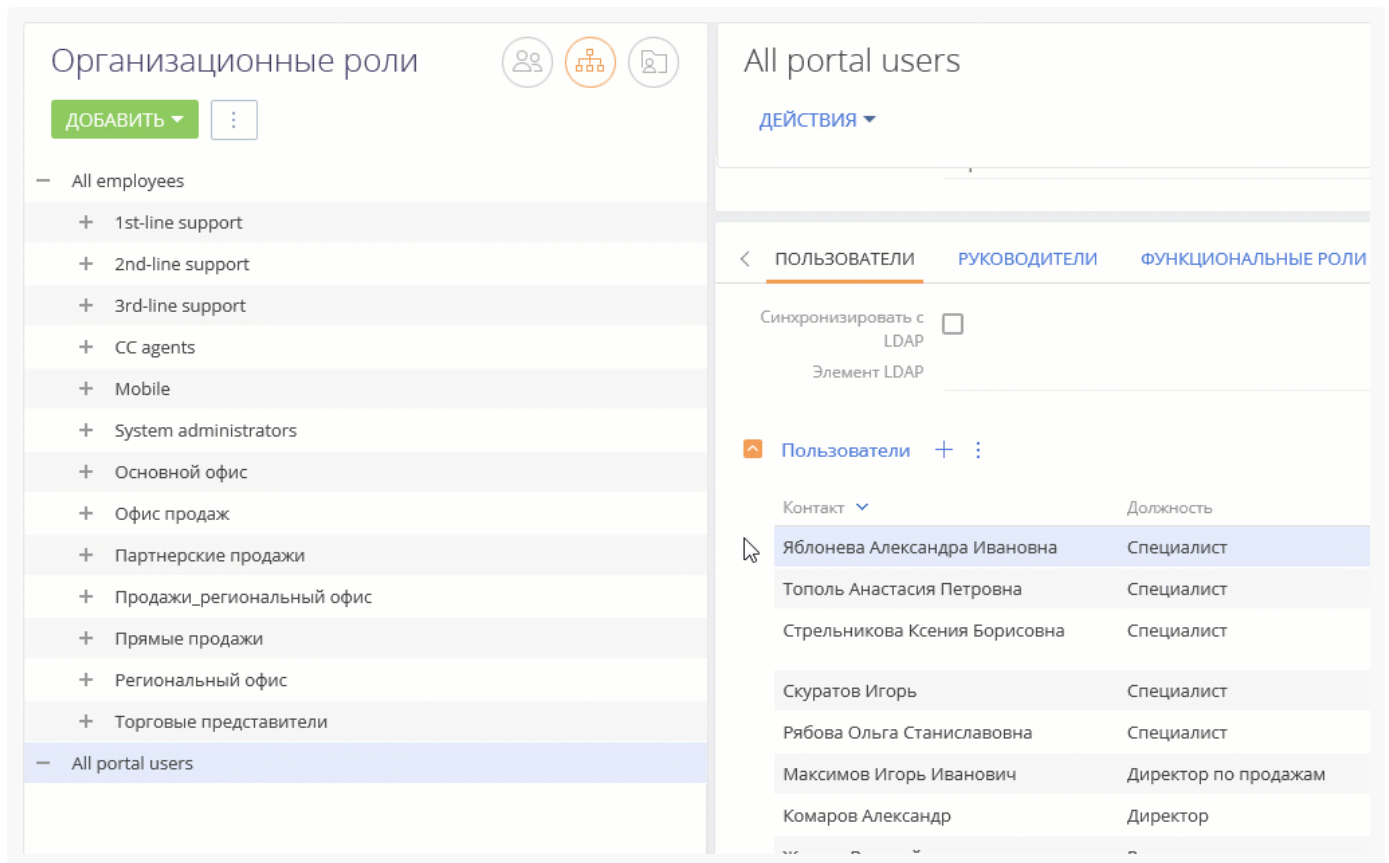 Организационные роли
ДОБАВИТЬ
All employees
1st-line support
2nd-line support
3rd-line support
CC agents
Mobile
System administrators
Основной офис
Офис продаж
Партнерские продажи
Продажи_региональный офис
Прямые продажи
Региональный офис
Торговые представители
All portal users
All portal users
ДЕЙСТВИЯ
ПОЛЬЗОВАТЕЛИ РУКОВОДИТЕЛИ ФУНКЦИОНАЛЬНЫЕ РОЛИ
Синхронизировать с
LDAP
Элемент LDAP
Пользователи
Контакт Должность
Яблонева Александра Ивановна Специалист
Тополь Анастасия Петровна Специалист
Стрельникова Ксения Борисовна Специалист
Скуратов Игорь Специалист
Рябова Ольга Станиславовна Специалист
Максимов Игорь Иванович Директор по продажам
Комаров Александр Директор